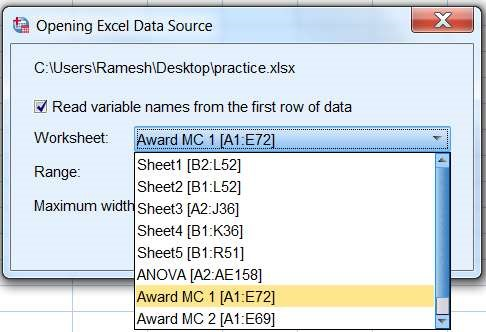 Opening Excel Data Source
C:\Users\Ramesh\Desktop\practice.xlsx
Read variable names from the first row of data
Worksheet: Award MC 1 [A1:E72]
Sheet1 [B2:L52]
Range:
Sheet2 [B1:L52]
Sheet3 [A2:J36]
Maximum width
Sheet4 [B1:K36]
Sheet5 [B1:R51]
ANOVA [A2:AE158]
Award MC 1 [A1:E72]
Award MC 2 [A1:E69]